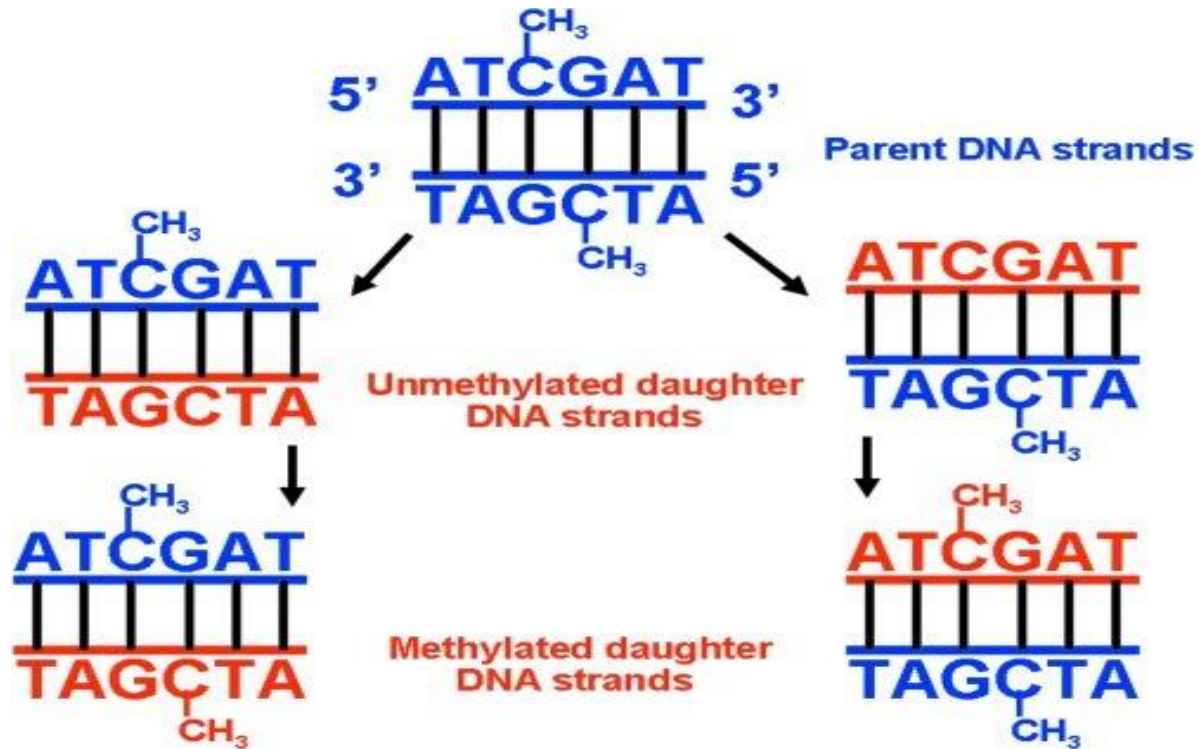 CH₃
ATCGAT
5’ 3’
Parent DNA strands
3’ 5’
TAGCTA
CH₃
CH₃
ATCGAT
TAGCTA
ATCGAT
TAGCTA
CH₃
Unmethylated daughter
DNA strands
CH₃
ATCGAT
TAGCTA
CH₃
CH₃
ATCGAT
TAGCTA
CH₃
Methylated daughter
DNA strands